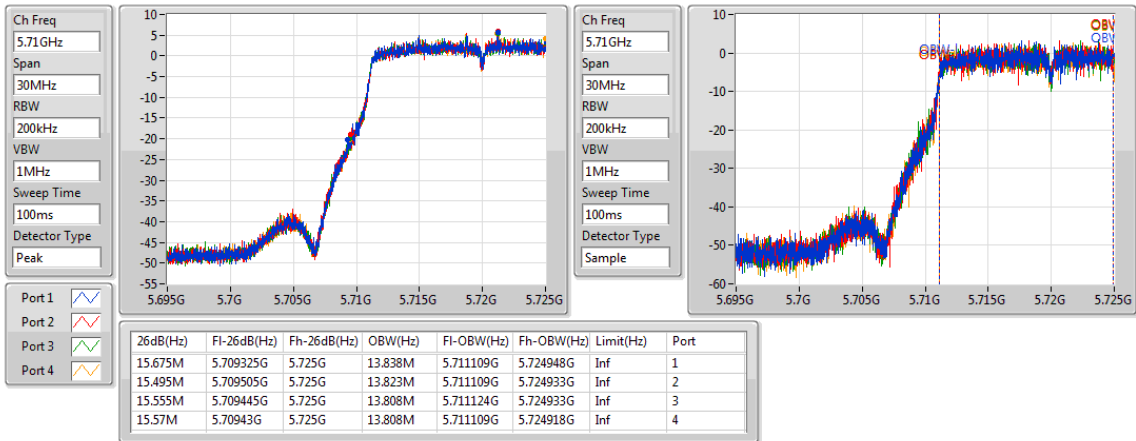 Ch Freq
5.71GHz
Span
30MHz
RBW
200kHz
VBW
1MHz
Sweep Time
100ms
Detector Type
Peak
10
5
0
-5
-10
-15
-20
-25
-30
-35
-40
-45
-50
-55
5.695G 5.7G 5.705G 5.71G 5.715G 5.72G 5.725G
Ch Freq
5.71GHz
Span
30MHz
RBW
200kHz
VBW
1MHz
Sweep Time
100ms
Detector Type
Sample
10
0
-10
-20
-30
-40
-50
-60
5.695G 5.7G 5.705G 5.71G 5.715G 5.72G 5.725G
OBW
OBW
OBV
OBV
Port 1
Port 2
Port 3
Port 4
26dB(Hz) Fl-26dB(Hz) Fh-26dB(Hz) OBW(Hz) Fl-OBW(Hz) Fh-OBW(Hz) Limit(Hz) Port
15.675M 5.709325G 5.725G 13.838M 5.711109G 5.724948G Inf 1
15.495M 5.709505G 5.725G 13.823M 5.711109G 5.724933G Inf 2
15.555M 5.709445G 5.725G 13.808M 5.711124G 5.724933G Inf 3
15.57M 5.70943G 5.725G 13.808M 5.711109G 5.724918G Inf 4